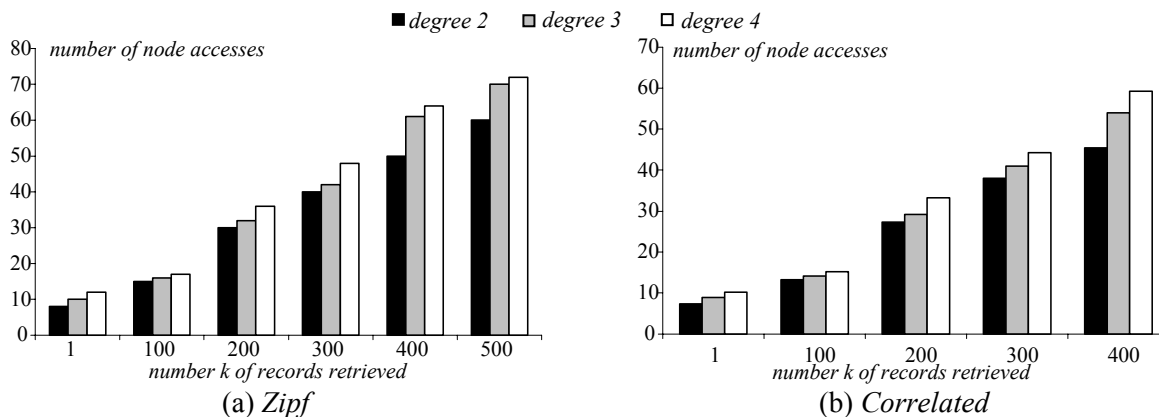 degree 2 degree 3 degree 4
number of node accesses
80
70
60
50
40
30
20
10
0
1 100 200 300 400 500
number k of records retrieved
(a) Zipf
number of node accesses
70
60
50
40
30
20
10
0
1 100 200 300 400
number k of records retrieved
(b) Correlated